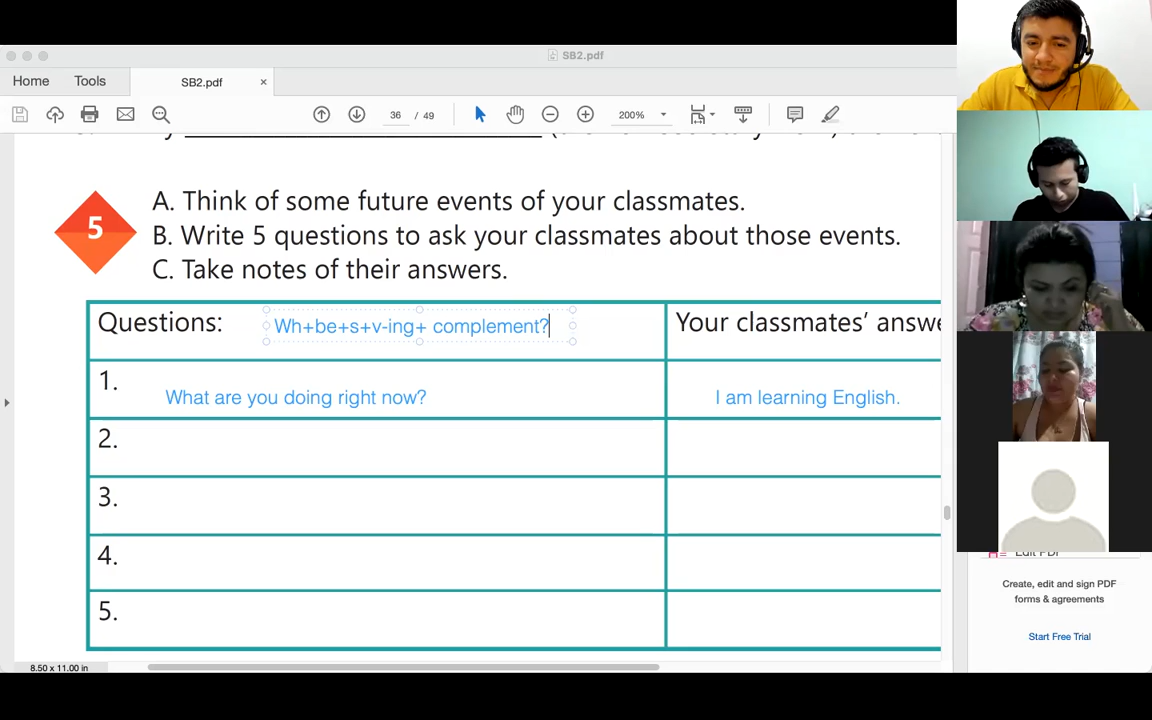 SB2.pdf
Home
Tools
SB2.pdf
×
36 / 49
200%
5
A. Think of some future events of your classmates.
B. Write 5 questions to ask your classmates about those events.
C. Take notes of their answers.
Questions:
Wh+be+s+v-ing+ complement?
Your classmates' answe
1.
What are you doing right now?
I am learning English.
2.
3.
4.
5.
Edit PDF
Create, edit and sign PDF
forms & agreements
Start Free Trial
8.50 x 11.00 in